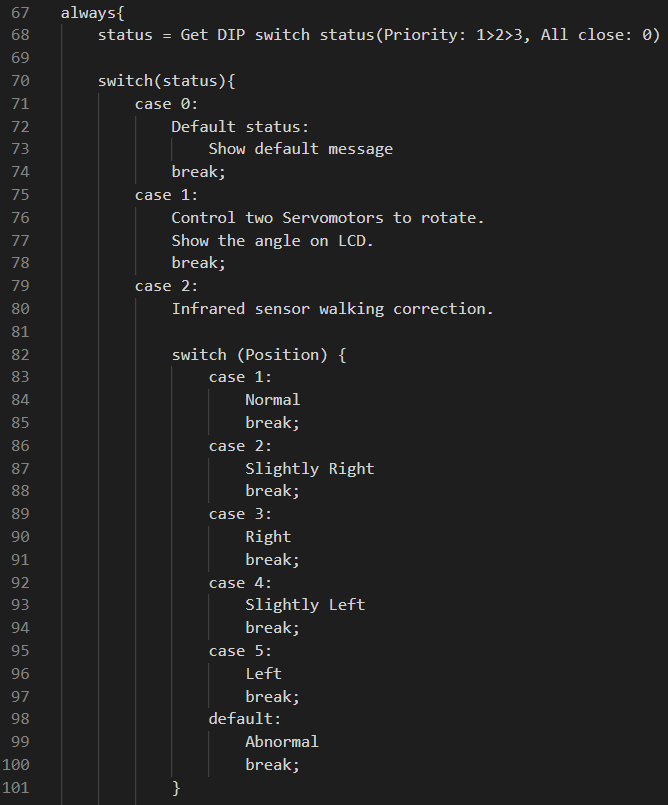 67 always{
68 status = Get DIP switch status(Priority: 1>2>3, All close: 0)
69
70 switch(status){
71 case 0:
72 Default status:
73 Show default message
74 break;
75 case 1:
76 Control two Servomotors to rotate.
77 Show the angle on LCD.
78 break;
79 case 2:
80 Infrared sensor walking correction.
81
82 switch (Position) {
83 case 1:
84 Normal
85 break;
86 case 2:
87 Slightly Right
88 break;
89 case 3:
90 Right
91 break;
92 case 4:
93 Slightly Left
94 break;
95 case 5:
96 Left
97 break;
98 default:
99 Abnormal
100 break;
101 }